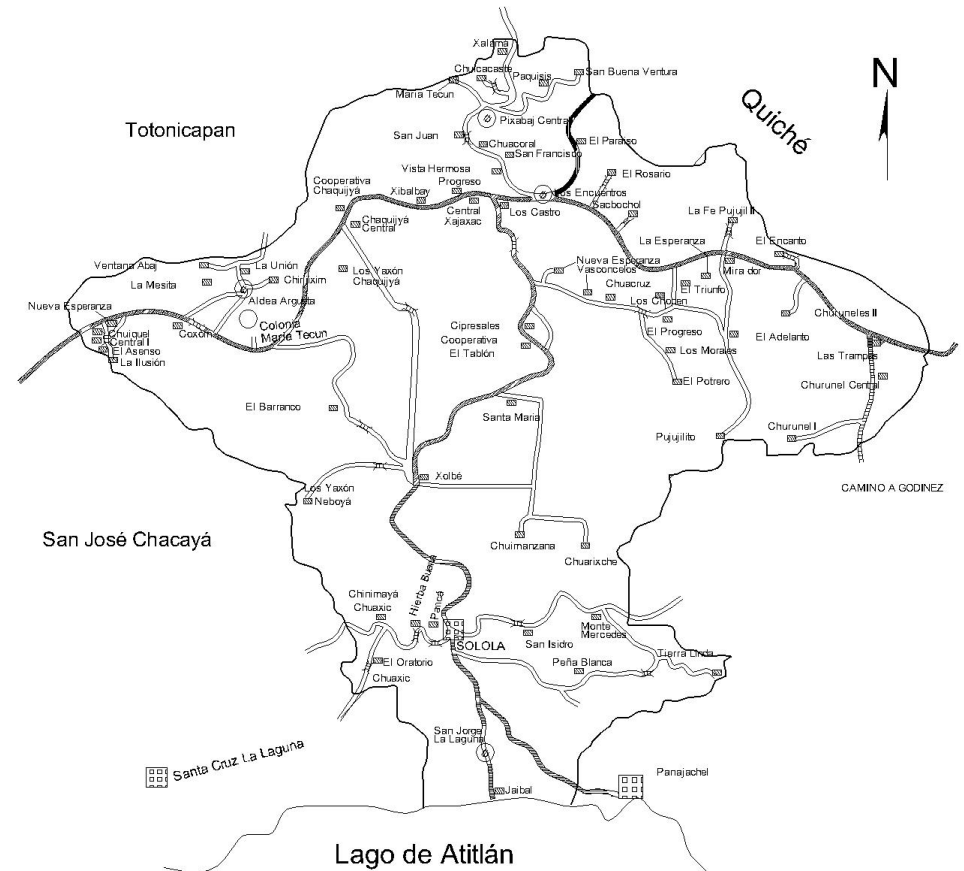 Xalama
Chuicacaste
Paquisis
San Buena Ventura
Maria Tecun
N
Quiché
Totonicapan
Pixabaj Central
San Juan
Chuacoral
San Francisco
El Paraiso
Vista Hermosa
El Rosario
Cooperativa
Chaquijyá
Xibalbay
Progreso
Los Encuentros
Sacbochol
Central
Xajaxac
Los Castro
La Fe Pujujil II
Chaquijyá
Central
La Esperanza
El Encanto
Ventana Abaj
La Unión
Los Yaxón
Chaquijyá
Nueva Esperanza
Vasconcelos
Mira dor
La Mesita
Chirijixim
Chuacruz
El Triunfo
Nueva Esperanza
Aldea Argueta
Los Chopen
Churuneles II
Chuiquel
Central I
Coxom
Colonia
Maria Tecun
Cipresales
El Progreso
El Adelanto
Cooperativa
El Tablón
El Asenso
La Ilusión
Los Morales
Las Trampas
El Potrero
Churunel Central
El Barranco
Santa Maria
Pujujilito
Churunel I
Xolbé
Los Yaxón
Neboyá
CAMINO A GODINEZ
San José Chacayá
Chuimanzana
Chuarixche
Hierba Buena
Chinimayá
Chuaxic
Pancá
Monte
Mercedes
SOLOLA
San Isidro
Tierra Linda
El Oratorio
Peña Blanca
Chuaxic
San Jorge
La Laguna
Santa Cruz La Laguna
Panajachel
Jaibal
Lago de Atitlán